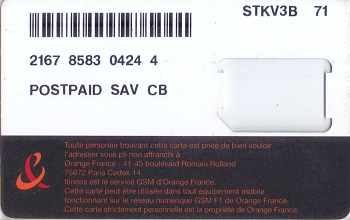 STKV3B 71
2167 8583 0424 4
POSTPAID SAV CB
Toute personne trouvant cette carte est priée de bien vouloir
l'adresser sous pli non affranchi à :
Orange France - 41-45 boulevard Romain Rolland
75672 Paris Cedex 14
Itineris est le service GSM d'Orange France.
Cette carte peut être utilisée dans tout équipement mobile
fonctionnant sur le réseau numérique GSM F1 de Orange France.
Cette carte strictement personnelle est la propriété de Orange France.